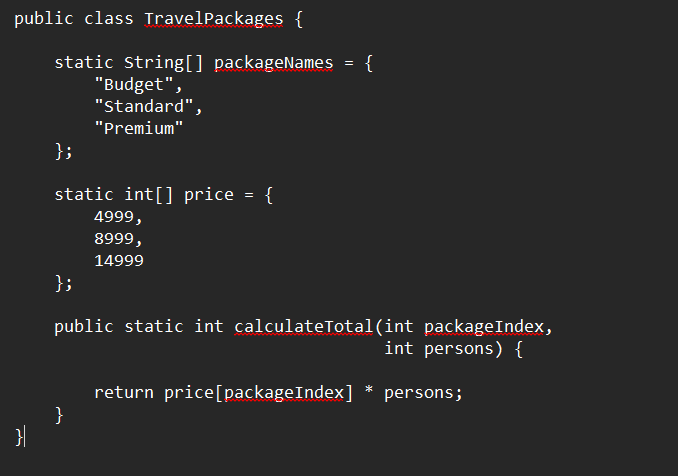 public class TravelPackages {
    static String[] packageNames = {
        "Budget",
        "Standard",
        "Premium"
    };
    static int[] price = {
        4999,
        8999,
        14999
    };
    public static int calculateTotal(int packageIndex,
                                     int persons) {
        return price[packageIndex] * persons;
    }
}